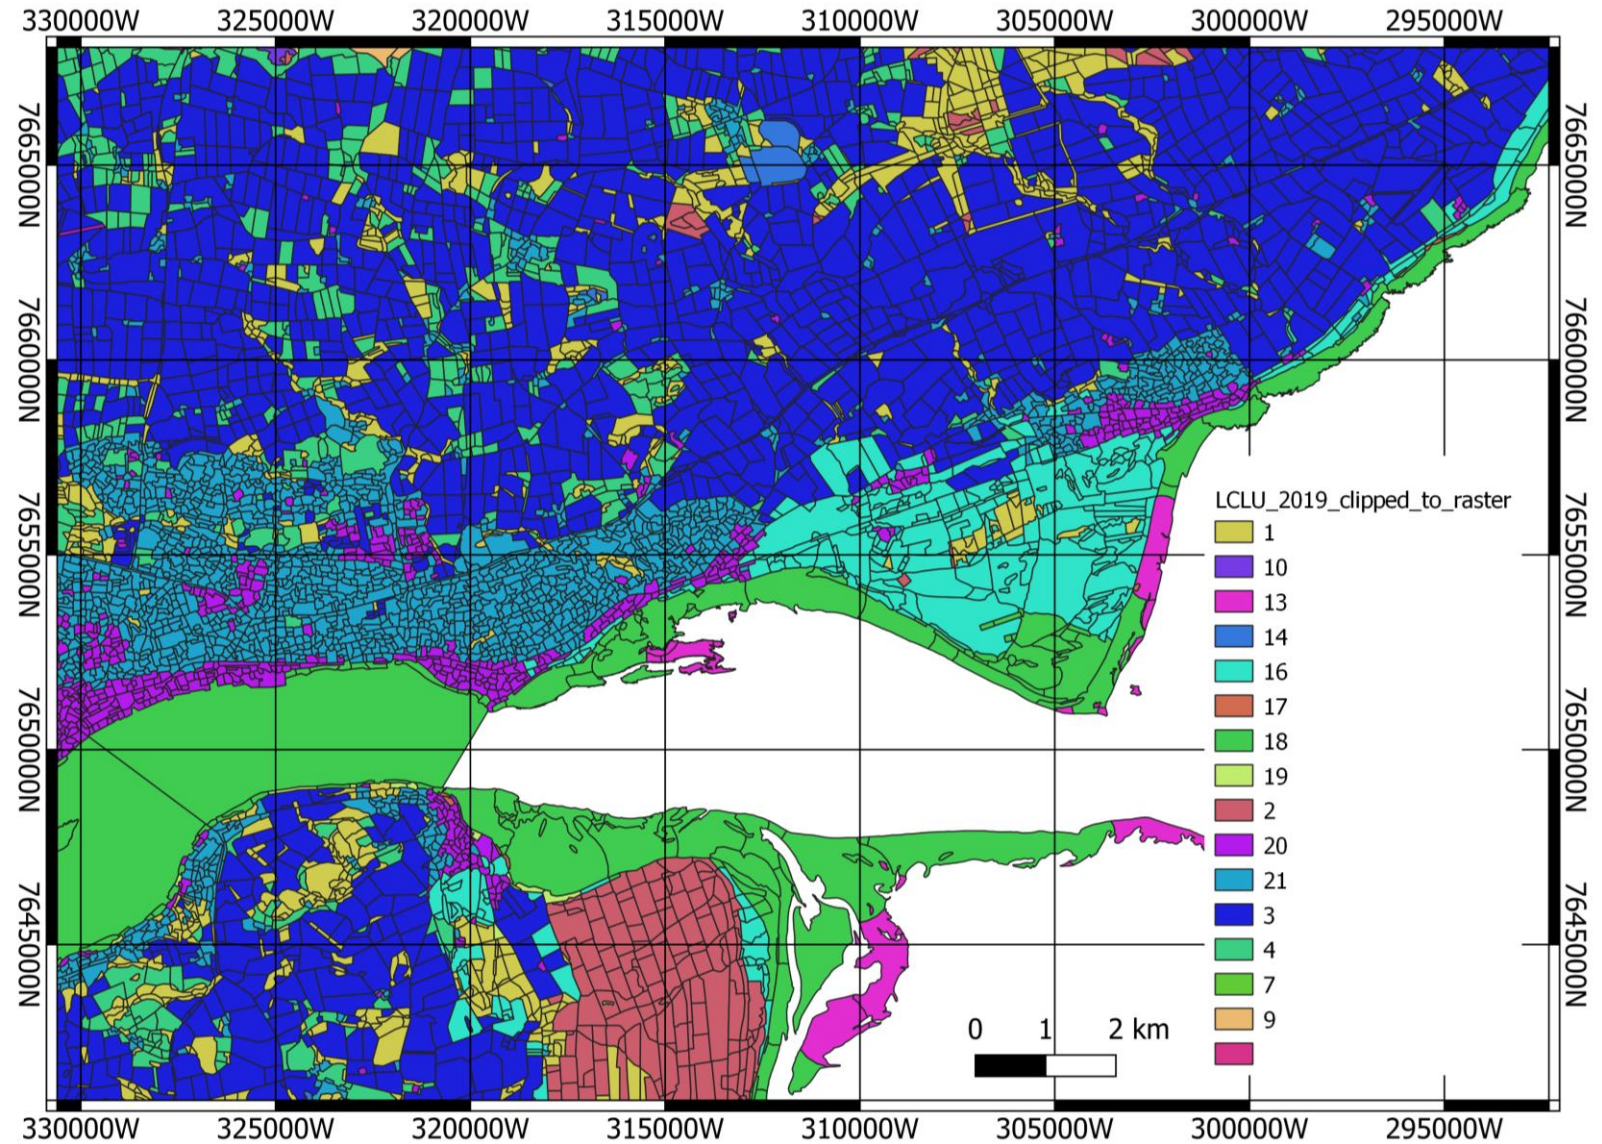 330000W 325000W 320000W 315000W 310000W 305000W 300000W 295000W
7665000N 7665000N
7660000N 7660000N
7655000N 7655000N
7650000N 7650000N
7645000N 7645000N
LCLU_2019_clipped_to_raster
1
10
13
14
16
17
18
19
2
20
21
3
4
7
9
0 1 2 km
330000W 325000W 320000W 315000W 310000W 305000W 300000W 295000W